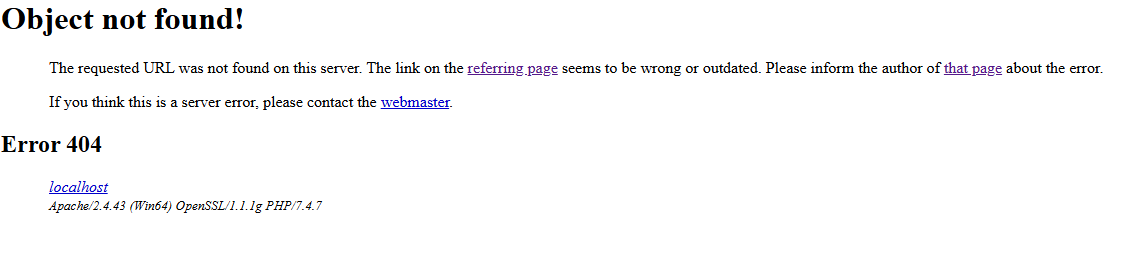 Object not found!
The requested URL was not found on this server. The link on the referring page seems to be wrong or outdated. Please inform the author of that page about the error.
If you think this is a server error, please contact the webmaster.
Error 404
localhost
Apache/2.4.43 (Win64) OpenSSL/1.1.1g PHP/7.4.7